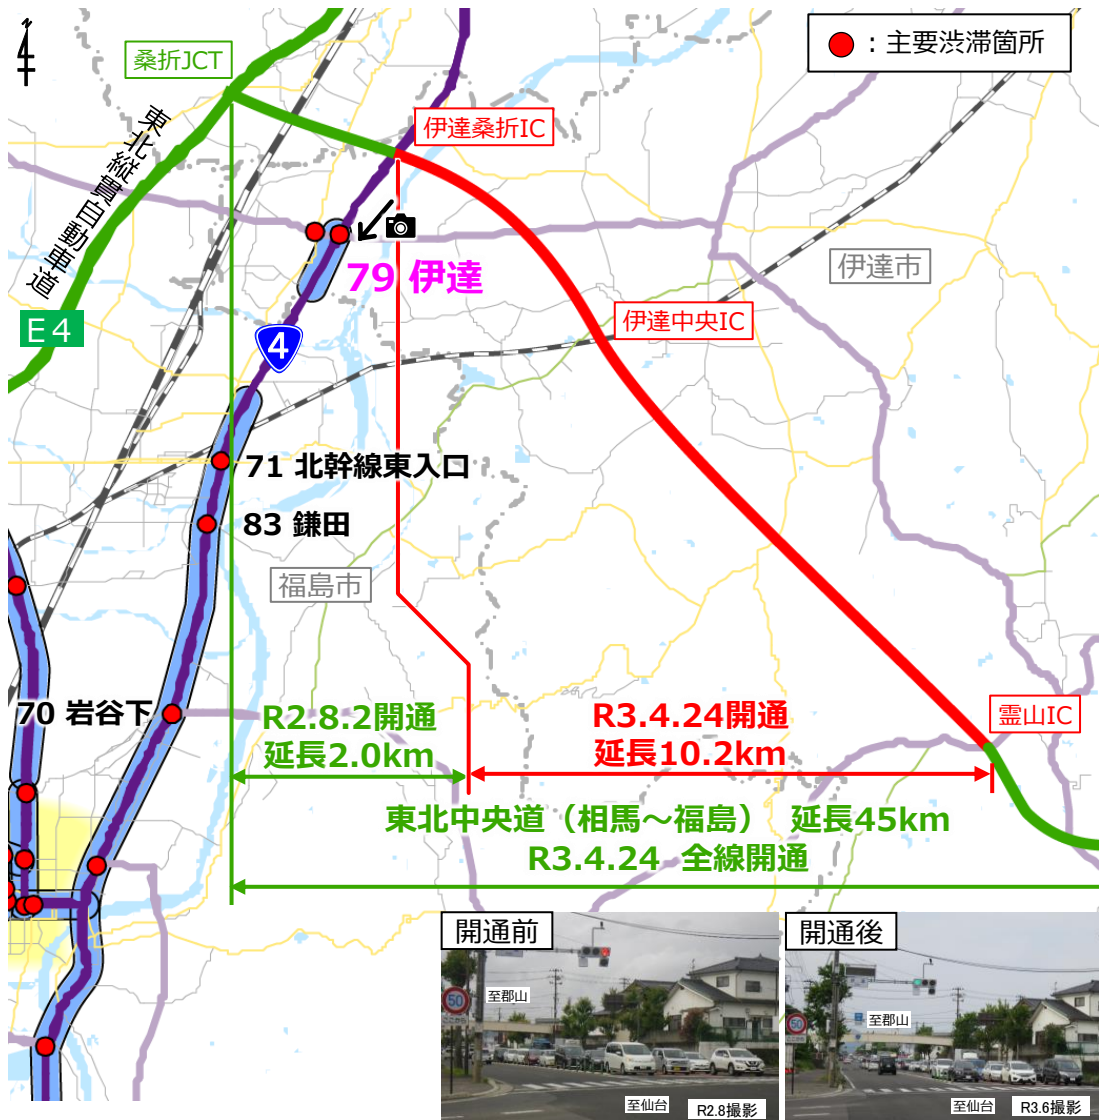 ：主要渋滞箇所
桑折JCT
伊達桑折IC
東北縦貫自動車道
79 伊達
伊達市
E4
4
伊達中央IC
71 北幹線東入口
83 鎌田
福島市
70 岩谷下
R2.8.2開通
延長2.0km
R3.4.24開通
延長10.2km
霊山IC
東北中央道（相馬～福島）　延長45km
R3.4.24 全線開通
開通前
50
至郡山
至仙台
R2.8撮影
開通後
50
至郡山
至仙台
R3.6撮影